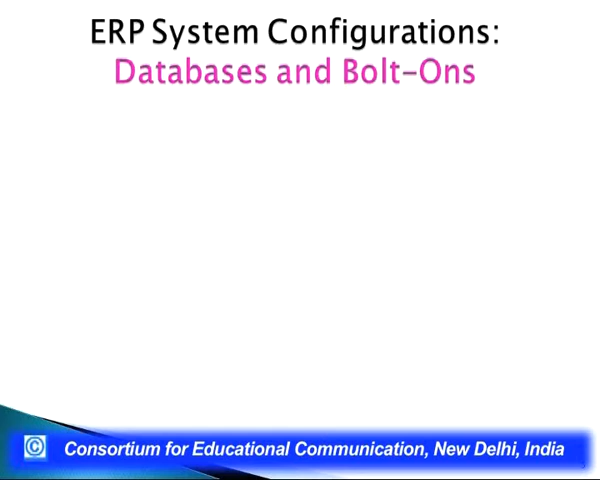 ERP System Configurations:
Databases and Bolt-Ons
© Consortium for Educational Communication, New Delhi, India